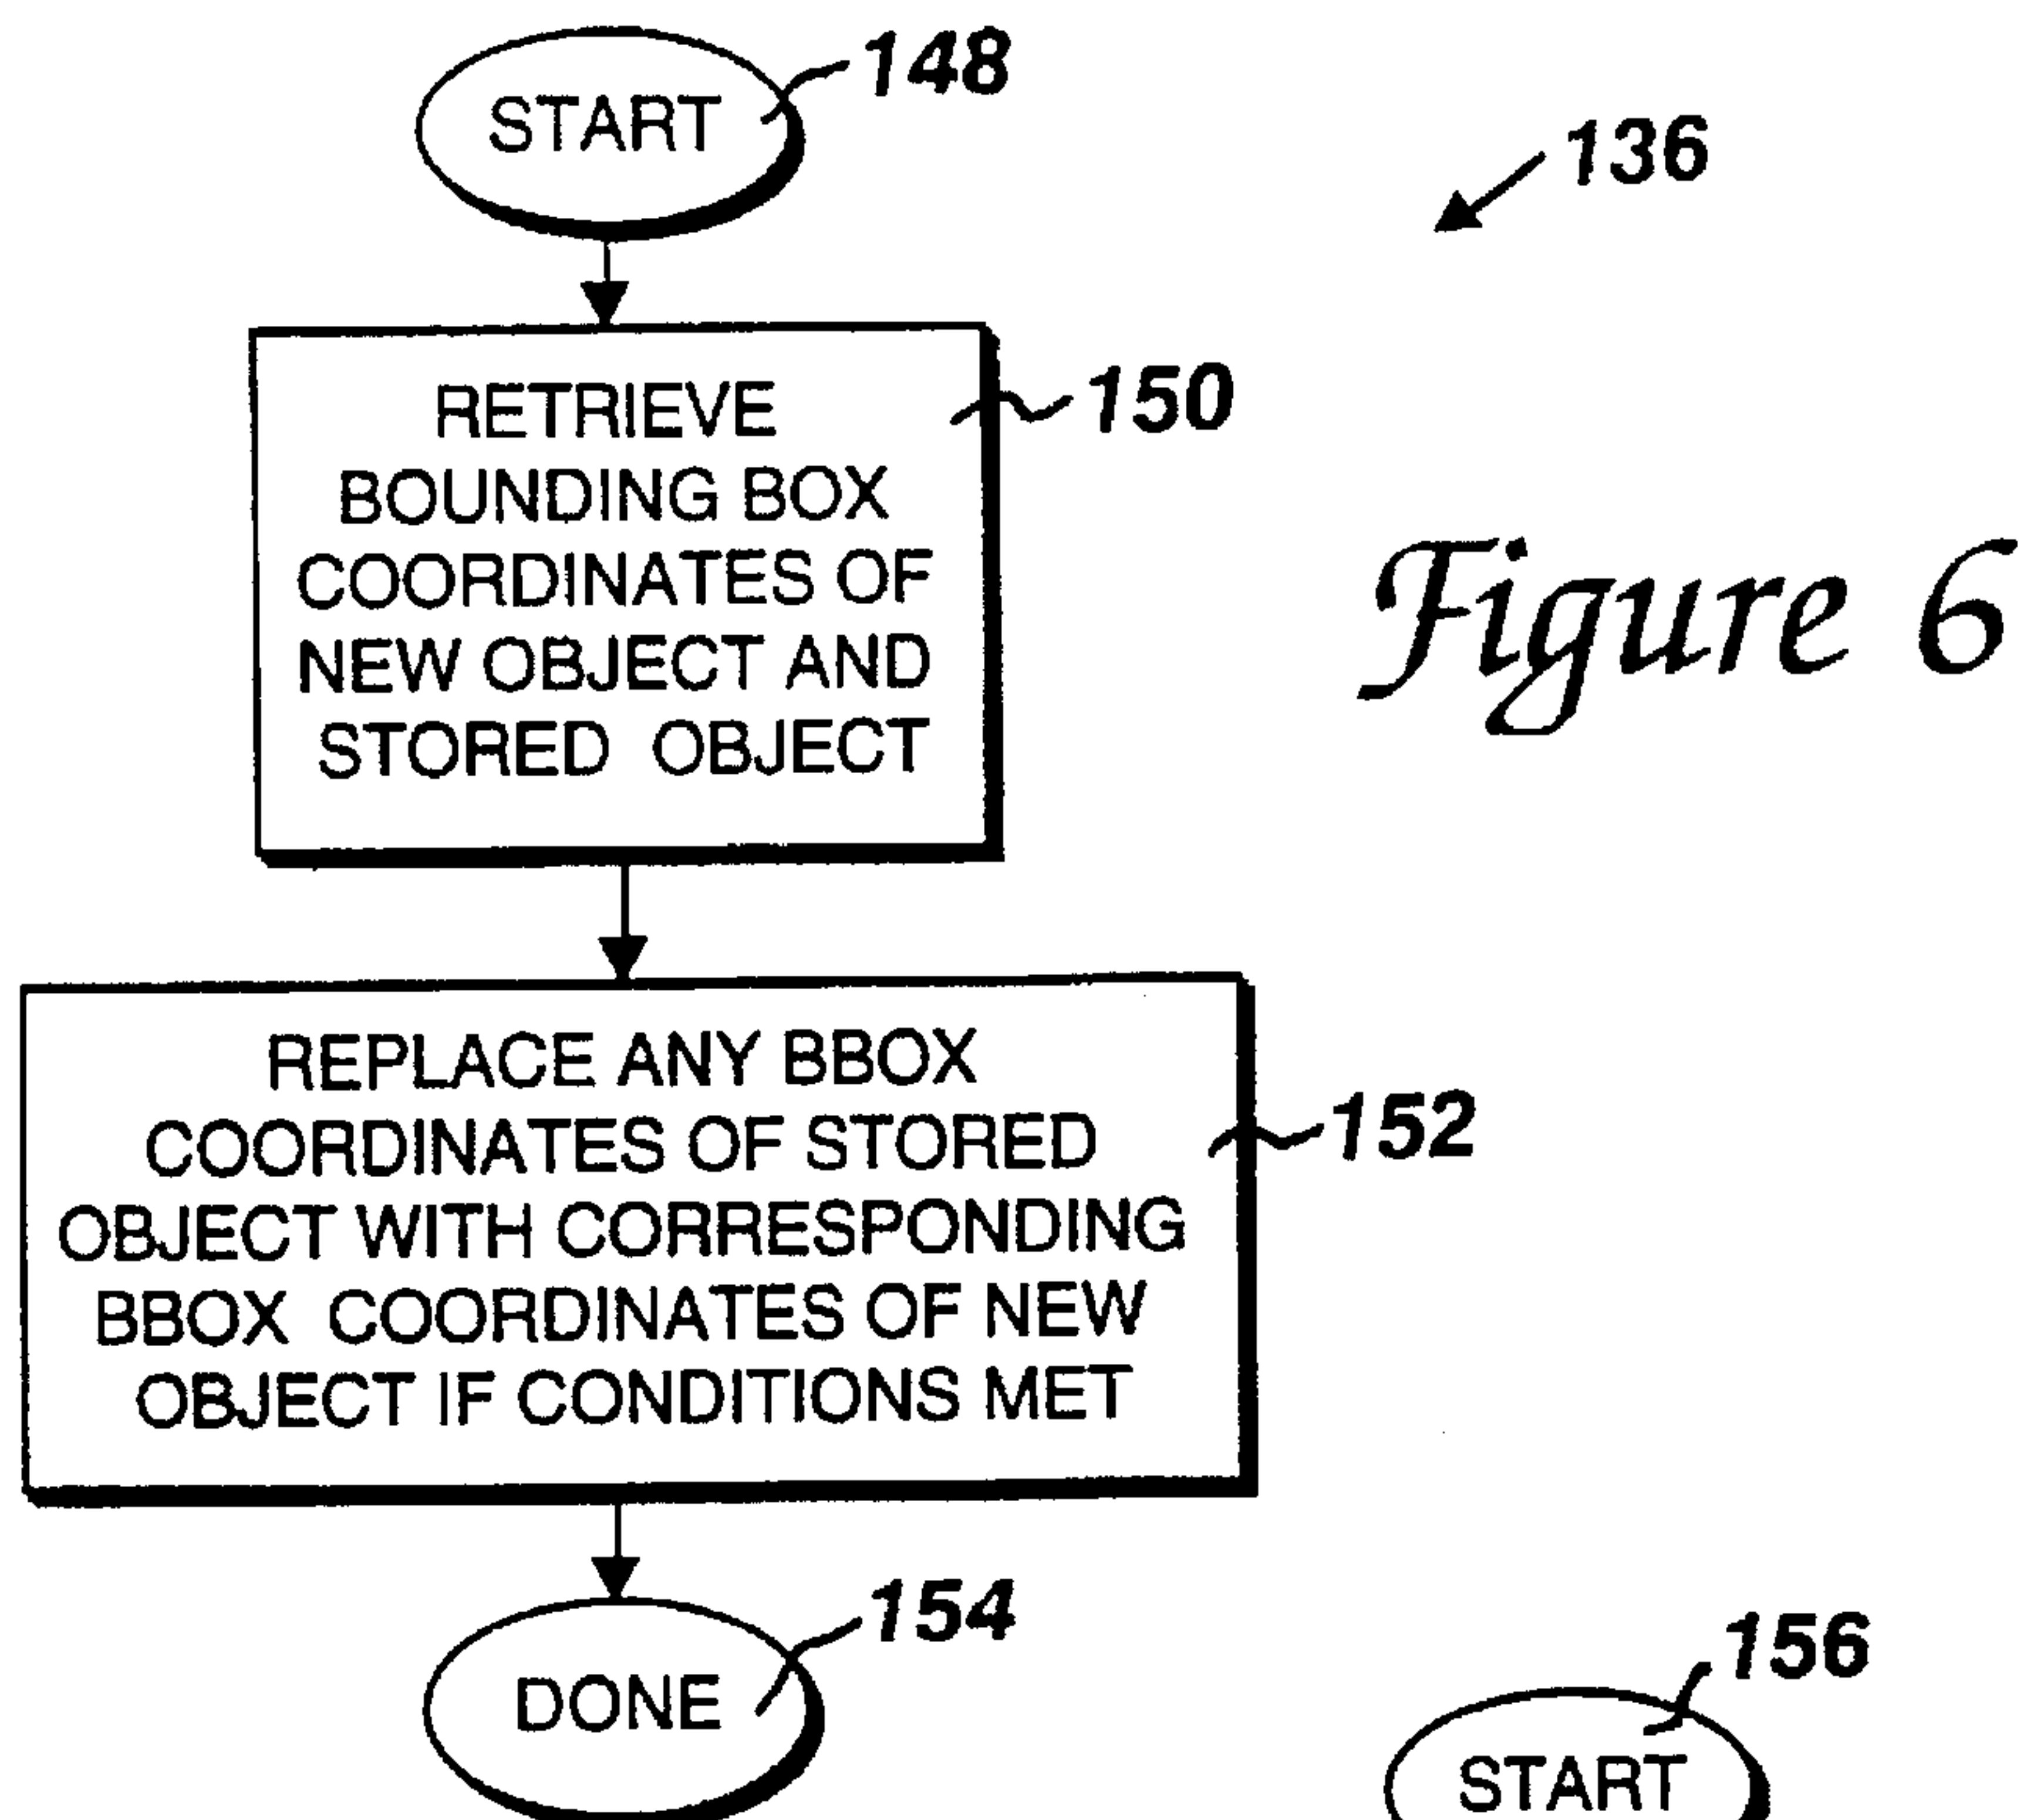 START
148
136
RETRIEVE
BOUNDING BOX
COORDINATES OF
NEW OBJECT AND
STORED OBJECT
150
Figure 6
REPLACE ANY BBOX
COORDINATES OF STORED
OBJECT WITH CORRESPONDING
BBOX COORDINATES OF NEW
OBJECT IF CONDITIONS MET
152
DONE
154
156
START